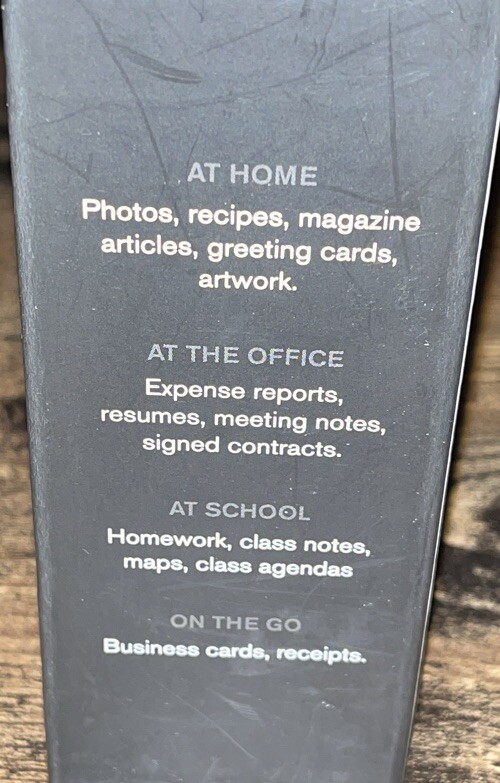 AT HOME
Photos, recipes, magazine
articles, greeting cards,
artwork.
AT THE OFFICE
Expense reports,
resumes, meeting notes,
signed contracts.
AT SCHOOL
Homework, class notes,
maps, class agendas
ON THE GO
Business cards, receipts.